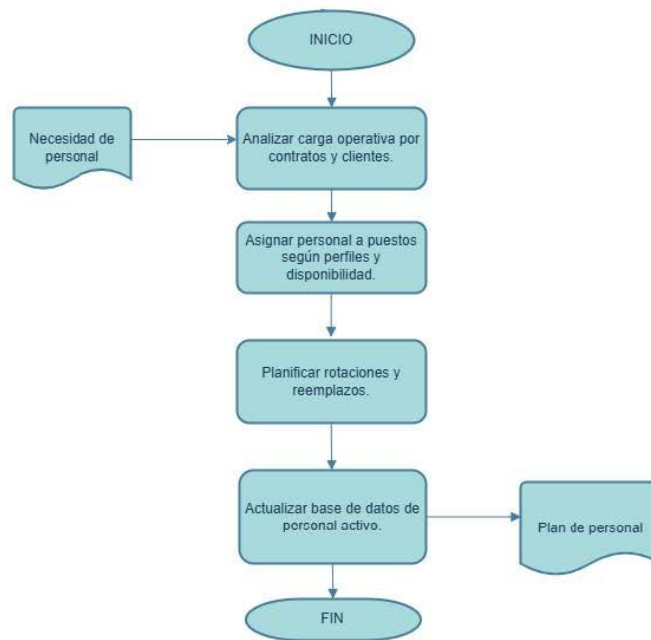 INICIO
Necesidad de
personal
Analizar carga operativa por
contratos y clientes.
Asignar personal a puestos
según perfiles y
disponibilidad.
Planificar rotaciones y
reemplazos.
Actualizar base de datos de
personal activo.
Plan de personal
FIN